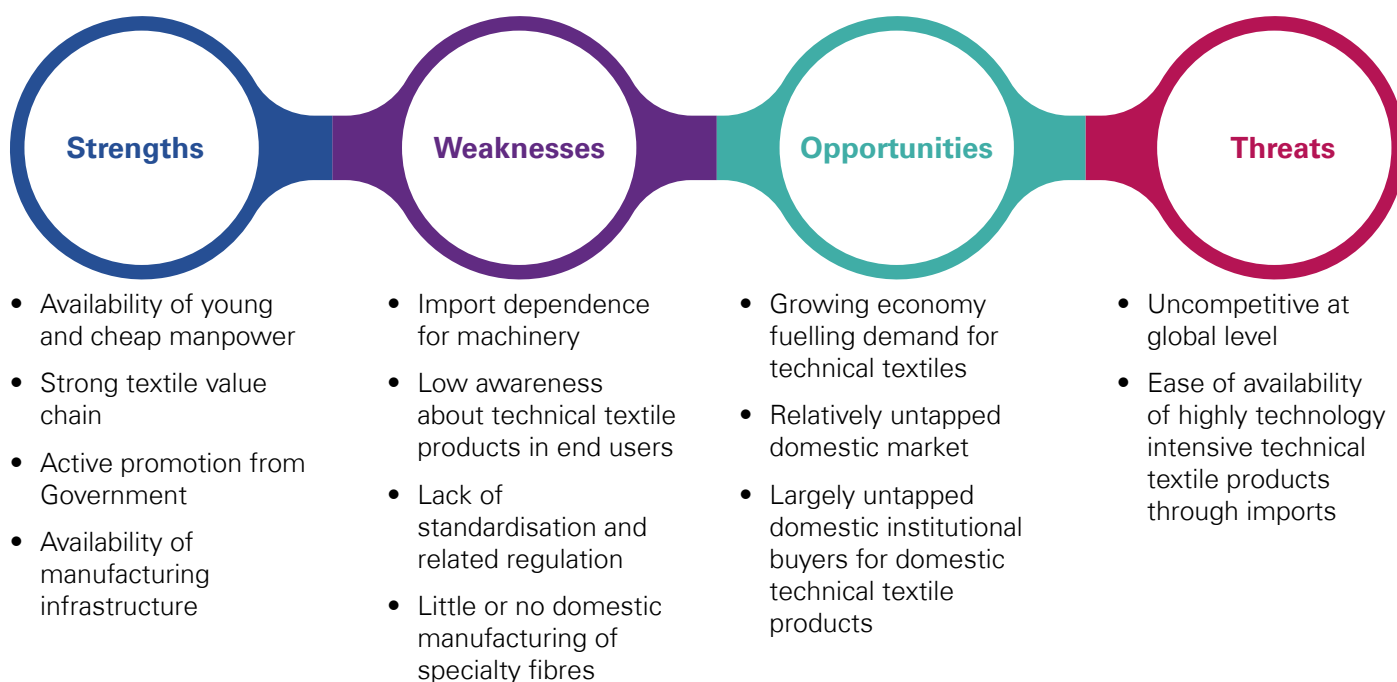 Strengths
Weaknesses
Opportunities
Threats
• Availability of young
and cheap manpower
• Strong textile value
chain
• Active promotion from
Government
• Availability of
manufacturing
infrastructure
• Import dependence
for machinery
• Low awareness
about technical textile
products in end users
• Lack of
standardisation and
related regulation
• Little or no domestic
manufacturing of
specialty fibres
• Growing economy
fuelling demand for
technical textiles
• Relatively untapped
domestic market
• Largely untapped
domestic institutional
buyers for domestic
technical textile
products
• Uncompetitive at
global level
• Ease of availability
of highly technology
intensive technical
textile products
through imports